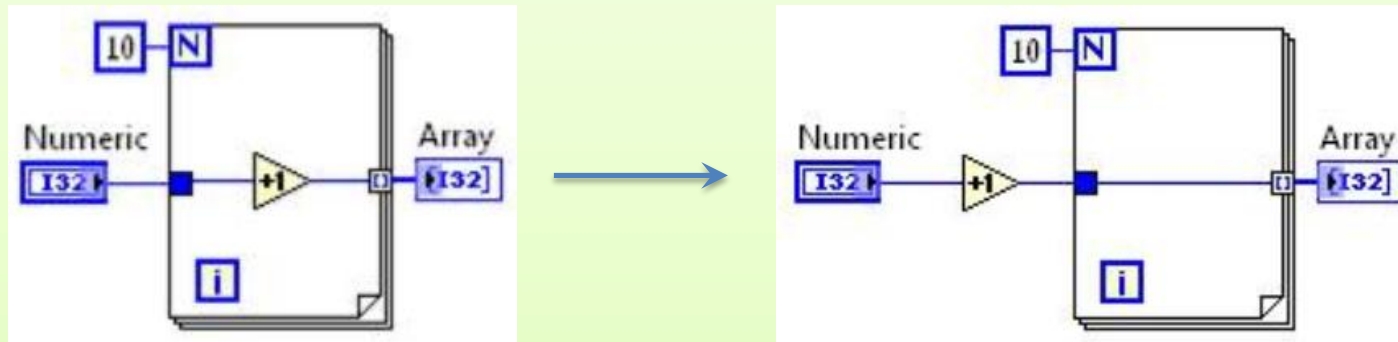 10
N
Numeric
I32
+1
[]
Array
[I32]
i
10
N
Numeric
I32
+1
[]
Array
[I32]
i